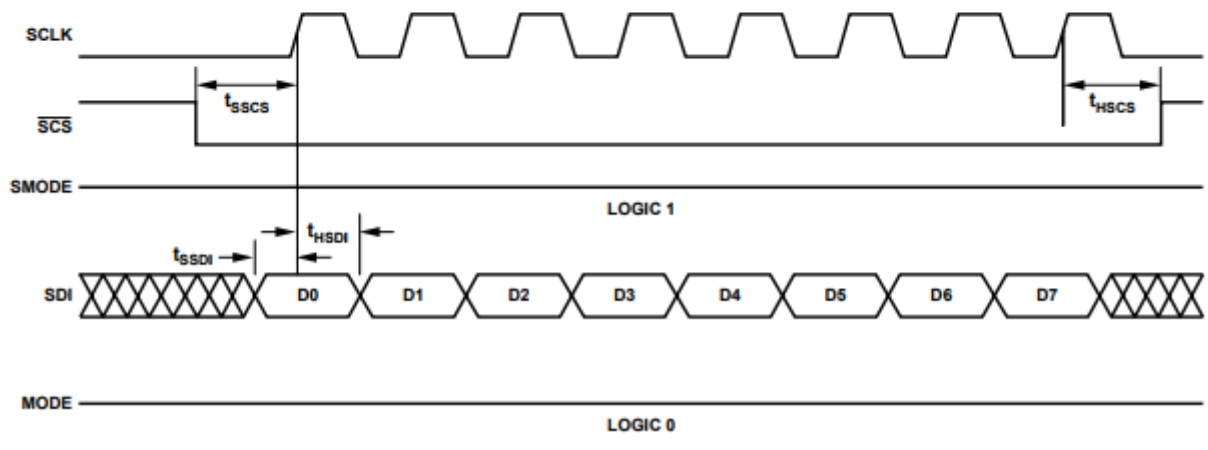 SCLK
tSSCS
tHSCS
SCS
SMODE
LOGIC 1
tHSDI
tSSDI
SDI
D0 D1 D2 D3 D4 D5 D6 D7
MODE
LOGIC 0